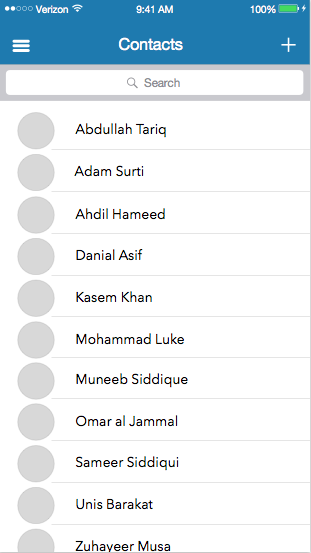 Verizon 9:41 AM 100%
Contacts
Search
Abdullah Tariq
Adam Surti
Ahdil Hameed
Danial Asif
Kasem Khan
Mohammad Luke
Muneeb Siddique
Omar al Jammal
Sameer Siddiqui
Unis Barakat
Zuhayeer Musa